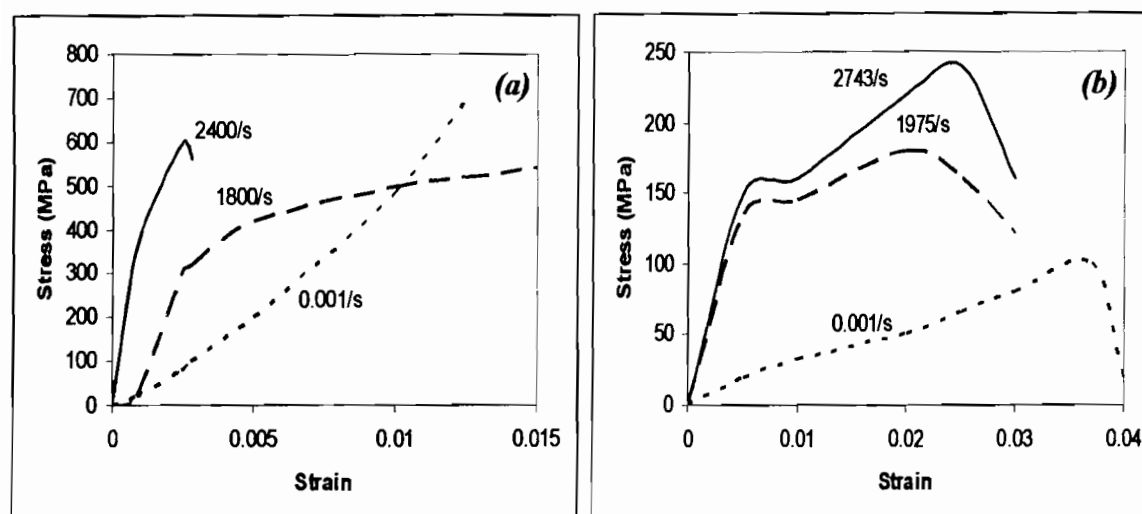 (a)
Stress (MPa)
800
700
600
500
400
300
200
100
0
2400/s
1800/s
0.001/s
0 0.005 0.01 0.015
Strain
(b)
Stress (MPa)
250
200
150
100
50
0
2743/s
1975/s
0.001/s
0 0.01 0.02 0.03 0.04
Strain